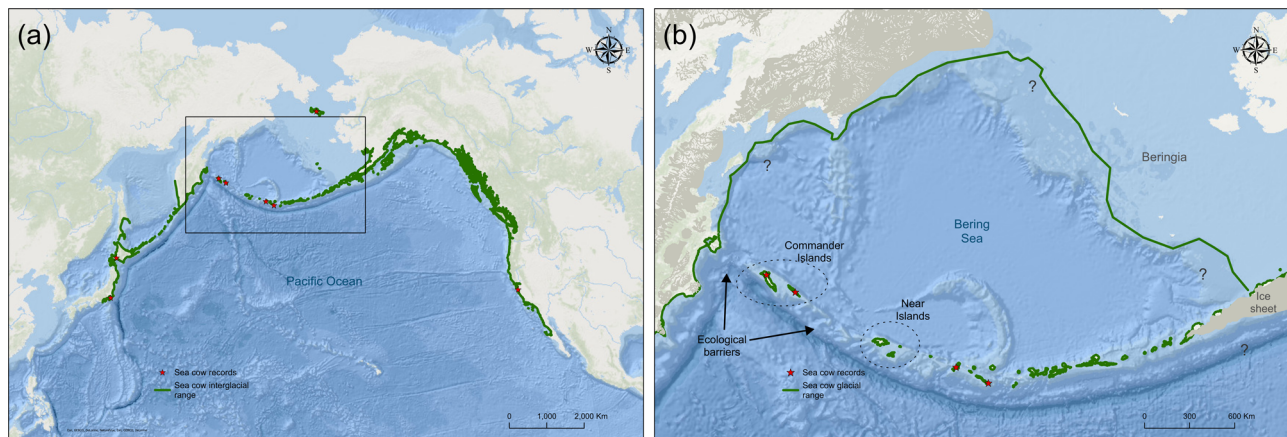 (a)
N
W
E
S
Pacific Ocean
Sea cow records
Sea cow interglacial
range
0
1,000
2,000 Km
(b)
N
W
E
S
?
Beringia
?
Bering
Sea
Commander
Islands
?
Near
Islands
Ice
sheet
Ecological
barriers
?
Sea cow records
Sea cow glacial
range
0
300
600 Km